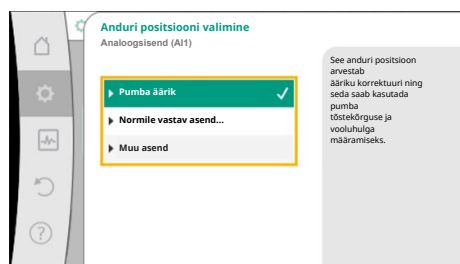 Anduri positsiooni valimine
Analoogsisend (AI1)
Pumba äärik
Normile vastav asend...
Muu asend
See anduri positsioon
arvestab
ääriku korrektuuri ning
seda saab kasutada
pumba
tõstekõrguse ja
vooluhulga
määramiseks.